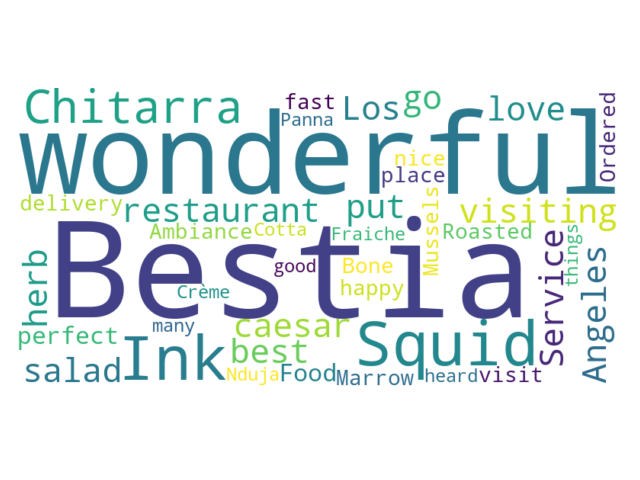 Chitarra fast Panna Los go love Ordered
wonderful
nice place
delivery restaurant put Mussels visiting
Ambiance Cotta Fraiche Roasted things
Bestia
good Bone happy
herb Crème Service Angeles
perfect many caesar Squid
Ink best
salad Nduja Food Marrow heard visit